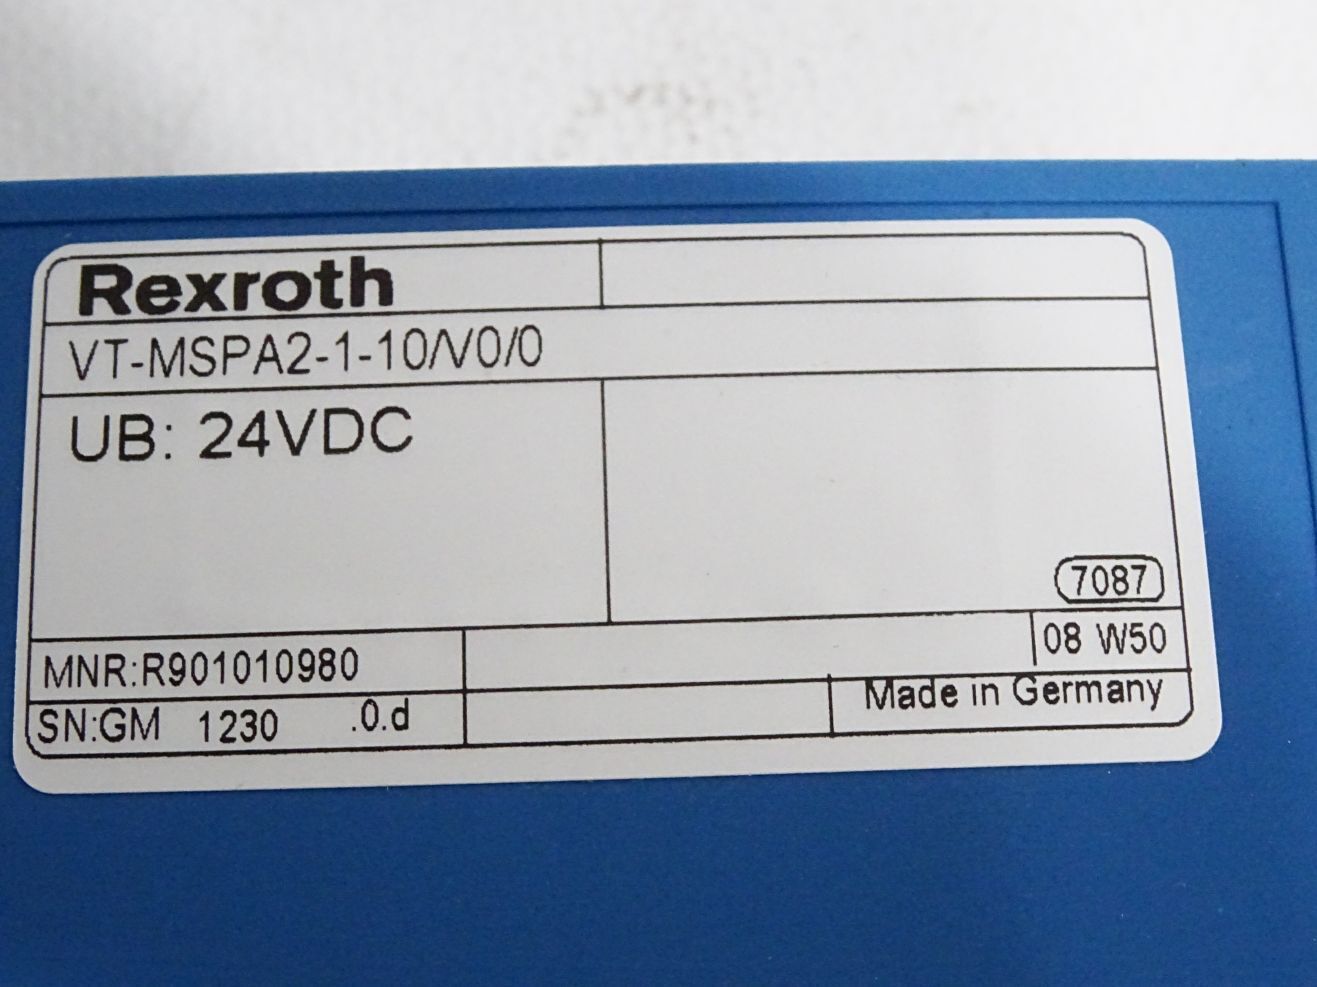 Rexroth
VT-MSPA2-1-10/V0/0
UB: 24VDC
7087
MNR:R901010980
08 W50
SN:GM 1230 .0.d
Made in Germany